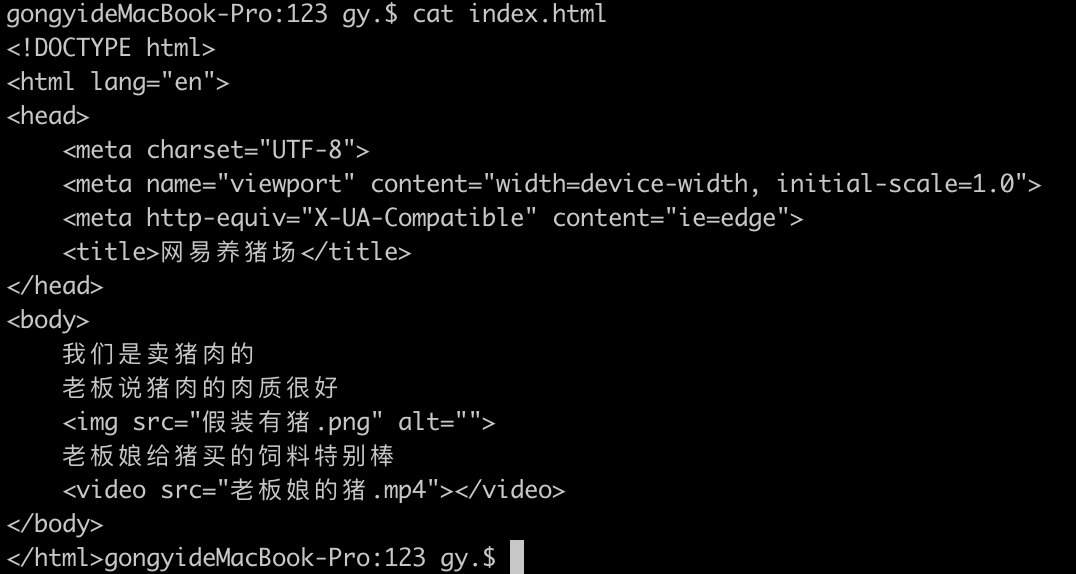 gongyideMacBook-Pro:123 gy.$ cat index.html
<!DOCTYPE html>
<html lang="en">
<head>
    <meta charset="UTF-8">
    <meta name="viewport" content="width=device-width, initial-scale=1.0">
    <meta http-equiv="X-UA-Compatible" content="ie=edge">
    <title>网易养猪场</title>
</head>
<body>
    我们是卖猪肉的
    老板说猪肉的肉质很好
    <img src="假装有猪.png" alt="">
    老板娘给猪买的饲料特别棒
    <video src="老板娘的猪.mp4"></video>
</body>
</html>gongyideMacBook-Pro:123 gy.$